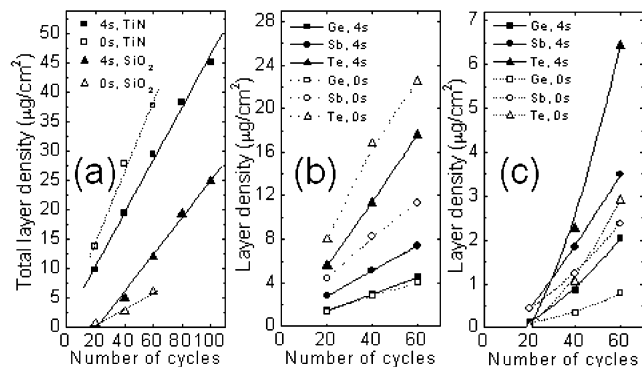 55
50
45
40
35
30
25
20
15
10
5
0
0 20 40 60 80 100
Total layer density (μg/cm²)
Number of cycles
4s, TiN
0s, TiN
4s, SiO₂
0s, SiO₂
(a)
28
24
20
16
12
8
4
0
0 20 40 60
Layer density (μg/cm²)
Number of cycles
Ge, 4s
Sb, 4s
Te, 4s
Ge, 0s
Sb, 0s
Te, 0s
(b)
7
6
5
4
3
2
1
0
0 20 40 60
Layer density (μg/cm²)
Number of cycles
Ge, 4s
Sb, 4s
Te, 4s
Ge, 0s
Sb, 0s
Te, 0s
(c)